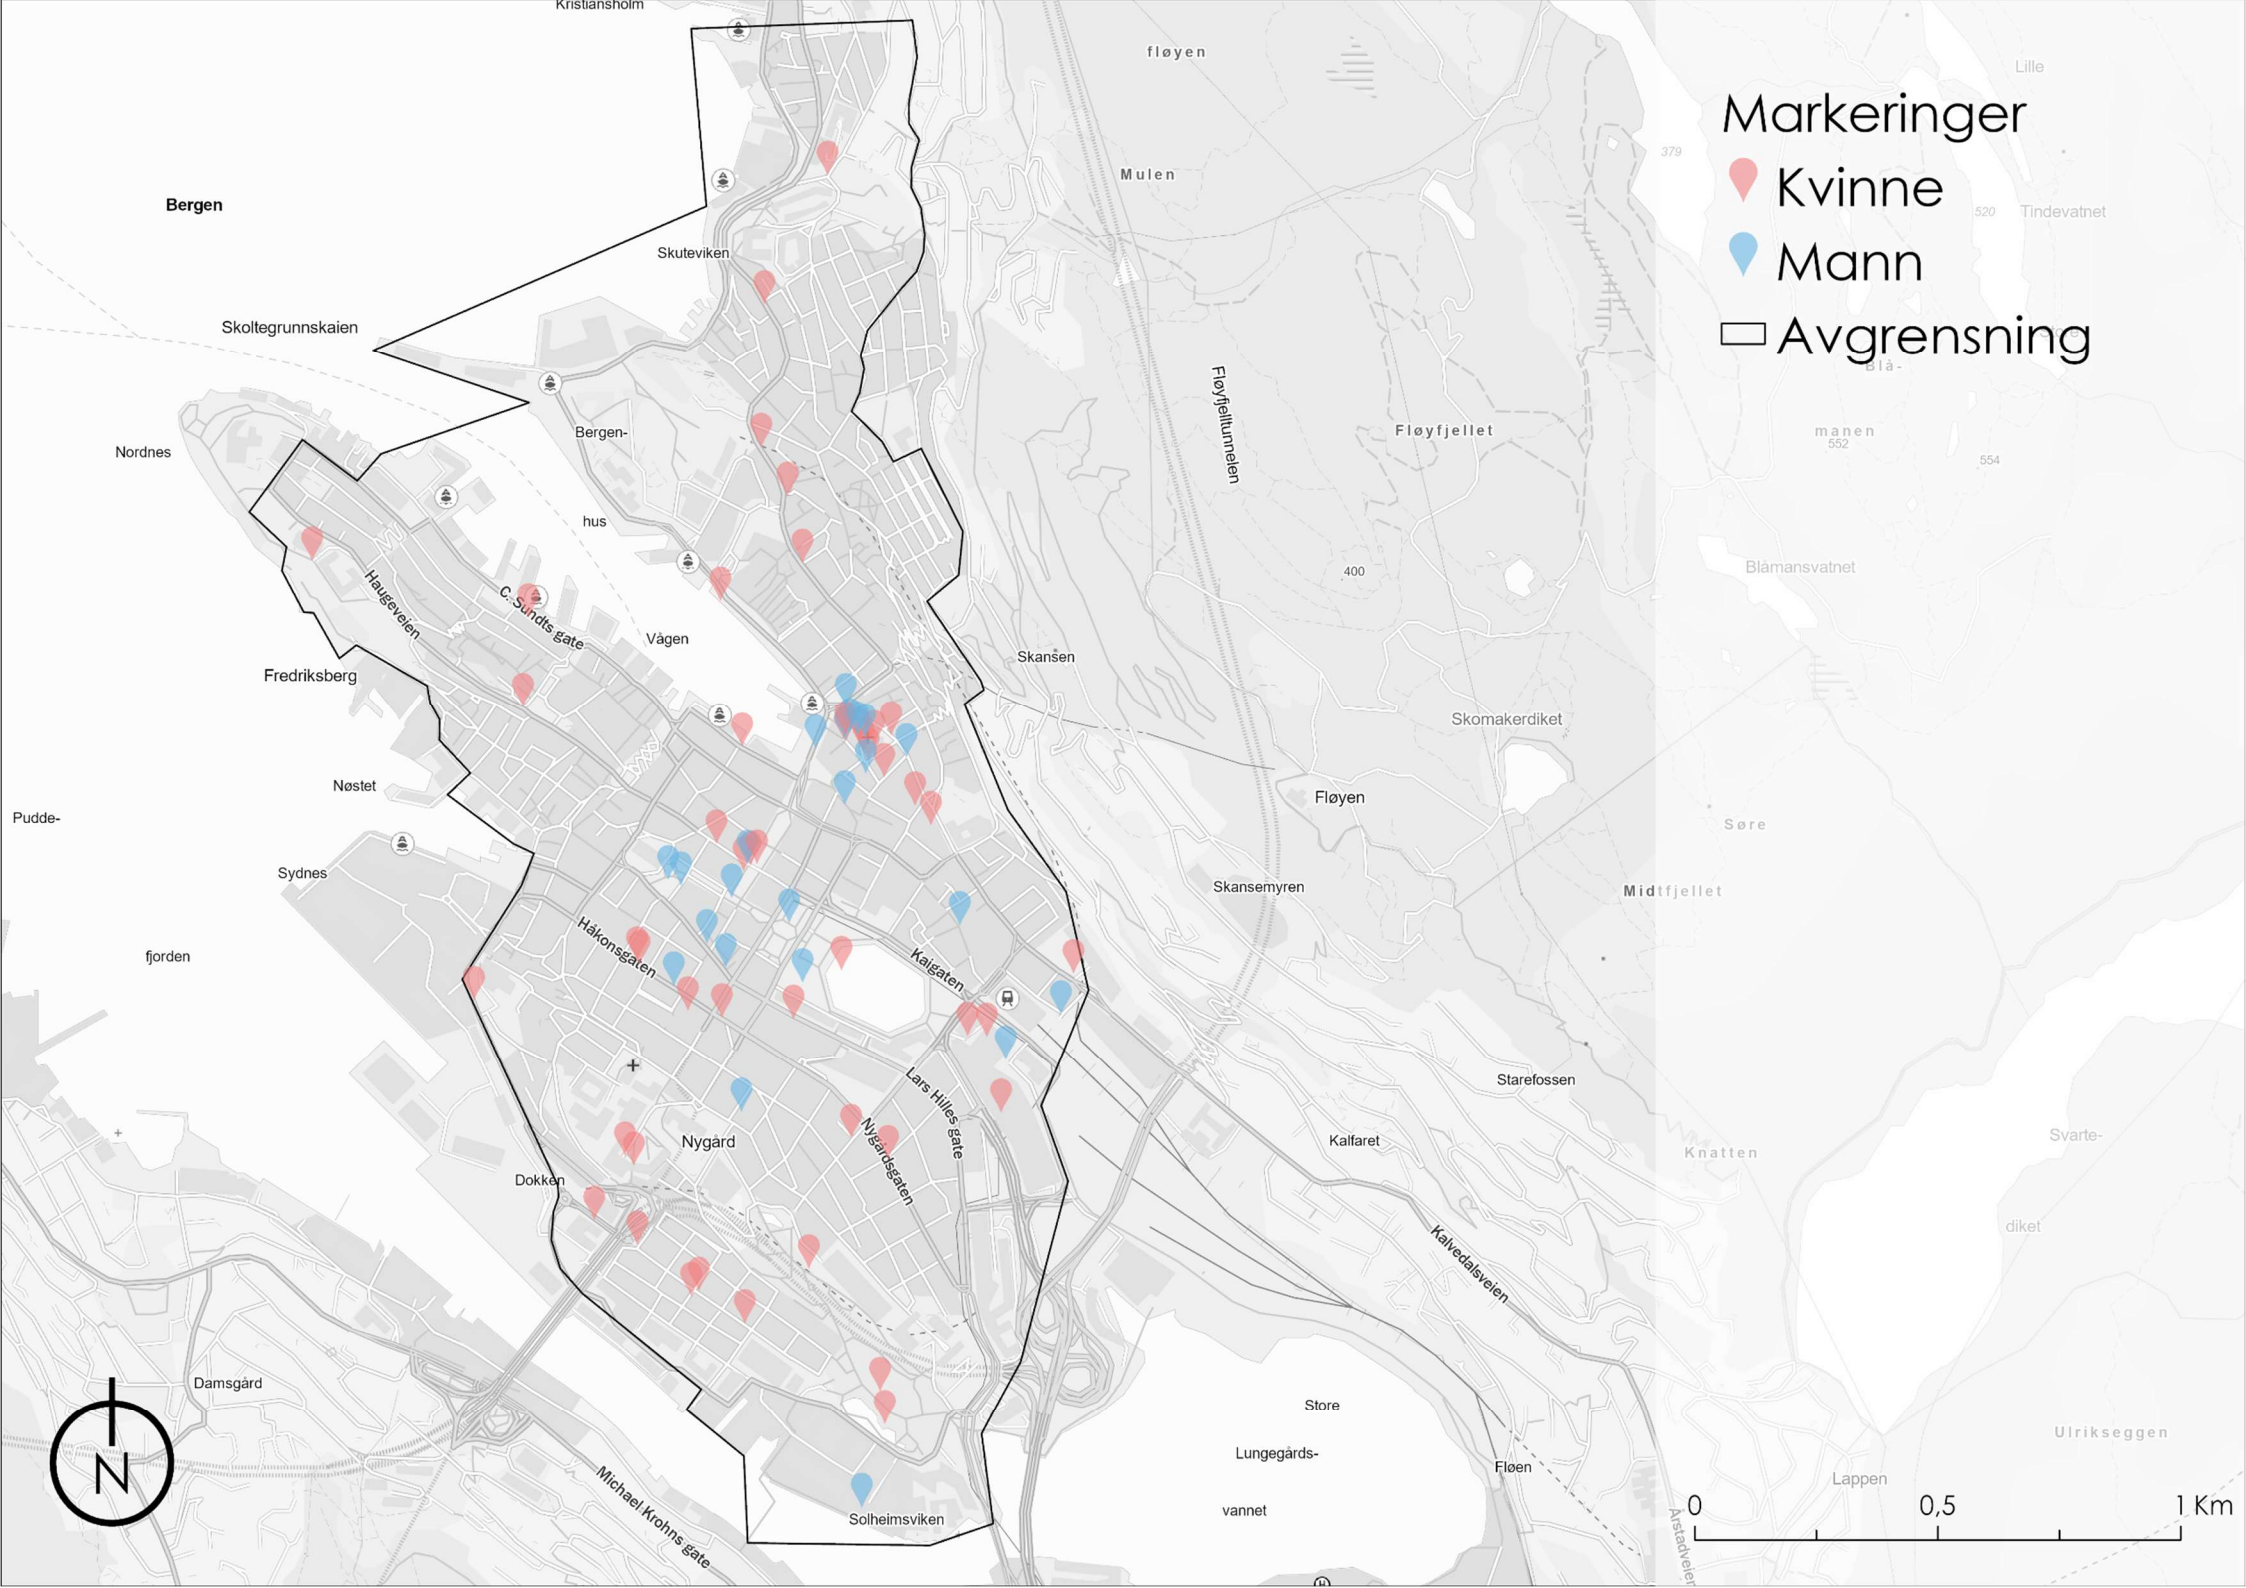 Kristiansholm
fløyen
Lille
Markeringer
Kvinne
Mann
Avgrensning
379
Mulen
520
Tindevatnet
Bergen
Skuteviken
Skoltegrunnskaien
Blå-
manen
552
554
Fløyfjelltunnelen
Fløyfjellet
Nordnes
Bergen-
hus
400
Blåmansvatnet
Haugeveien
C. Sundts gate
Vågen
Skansen
Fredriksberg
Skomakerdiket
Nøstet
Fløyen
Pudde-
Søre
Sydnes
Skansemyren
Midtfjellet
Håkonsgaten
fjorden
Kaigaten
Lars Hilles gate
Starefossen
Nygårdsgaten
Nygård
Kalfaret
Svarte-
Knatten
Dokken
diket
Kalvedalsveien
Damsgård
Store
Lungegårds-
vannet
Ulrikseggen
Fløen
Lappen
N
Michael Krohns gate
Solheimsviken
Årstadveien
0
0,5
1 Km
H